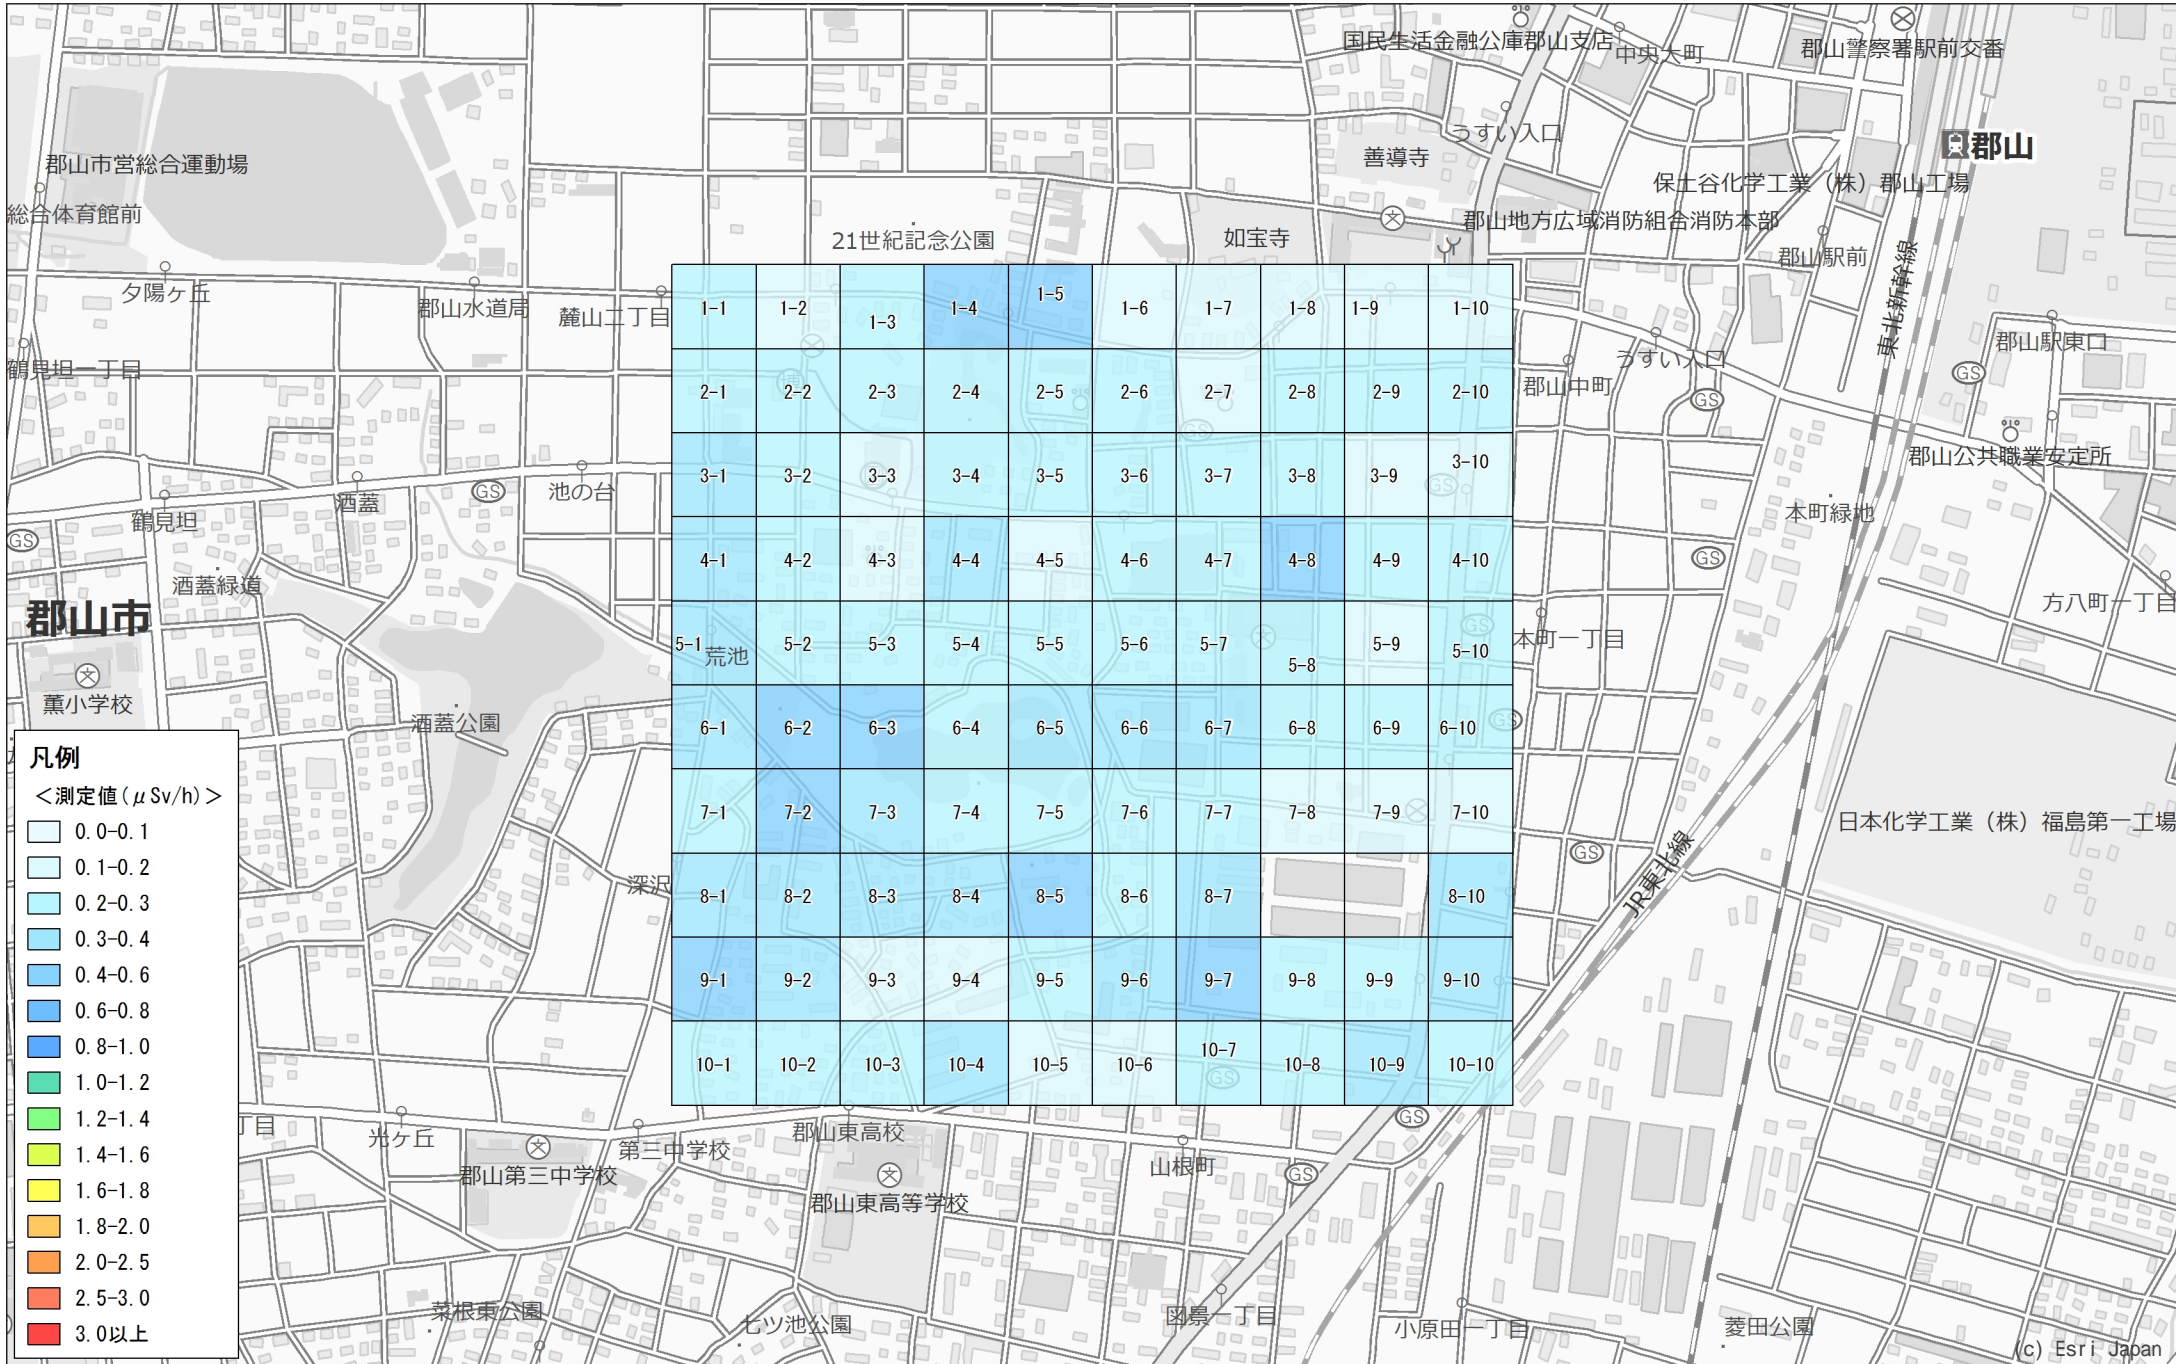 国民生活金融公庫郡山支店
中央大町
郡山警察署駅前交番
うすい入口
善導寺
郡山
郡山市営総合運動場
保土谷化学工業（株）郡山工場
総合体育館前
郡山地方広域消防組合消防本部
21世紀記念公園
如宝寺
郡山駅前
東北新幹線
夕陽ヶ丘
郡山水道局
麓山二丁目
1-1 1-2 1-3 1-4 1-5 1-6 1-7 1-8 1-9 1-10
郡山駅東口
うすい入口
鶴見坦一丁目
博
GS
郡山中町
2-1 2-2 2-3 2-4 2-5 2-6 2-7 2-8 2-9 2-10
GS
GS
郡山公共職業安定所
3-1 3-2 3-3 3-4 3-5 3-6 3-7 3-8 3-9 3-10
GS
池の台
GS
酒蓋
鶴見坦
本町緑地
GS
4-1 4-2 4-3 4-4 4-5 4-6 4-7 4-8 4-9 4-10
GS
酒蓋緑道
郡山市
方八町一丁目
文
GS
本町一丁目
5-1 5-2 5-3 5-4 5-5 5-6 5-7 5-8 5-9 5-10
荒池
文
薫小学校
酒蓋公園
GS
6-1 6-2 6-3 6-4 6-5 6-6 6-7 6-8 6-9 6-10
7-1 7-2 7-3 7-4 7-5 7-6 7-7 7-8 7-9 7-10
日本化学工業（株）福島第一工場
GS
JR東北線
深沢
8-1 8-2 8-3 8-4 8-5 8-6 8-7 8-10
9-1 9-2 9-3 9-4 9-5 9-6 9-7 9-8 9-9 9-10
10-1 10-2 10-3 10-4 10-5 10-6 10-7 10-8 10-9 10-10
GS
凡例
＜測定値(μSv/h)＞
0.0-0.1
0.1-0.2
0.2-0.3
0.3-0.4
0.4-0.6
0.6-0.8
0.8-1.0
1.0-1.2
1.2-1.4
1.4-1.6
1.6-1.8
1.8-2.0
2.0-2.5
2.5-3.0
3.0以上
丁目
光ヶ丘
第三中学校
郡山東高校
GS
文
郡山第三中学校
山根町
GS
文
郡山東高等学校
菜根東公園
七ツ池公園
図景一丁目
小原田一丁目
菱田公園
(c) Esri Japan